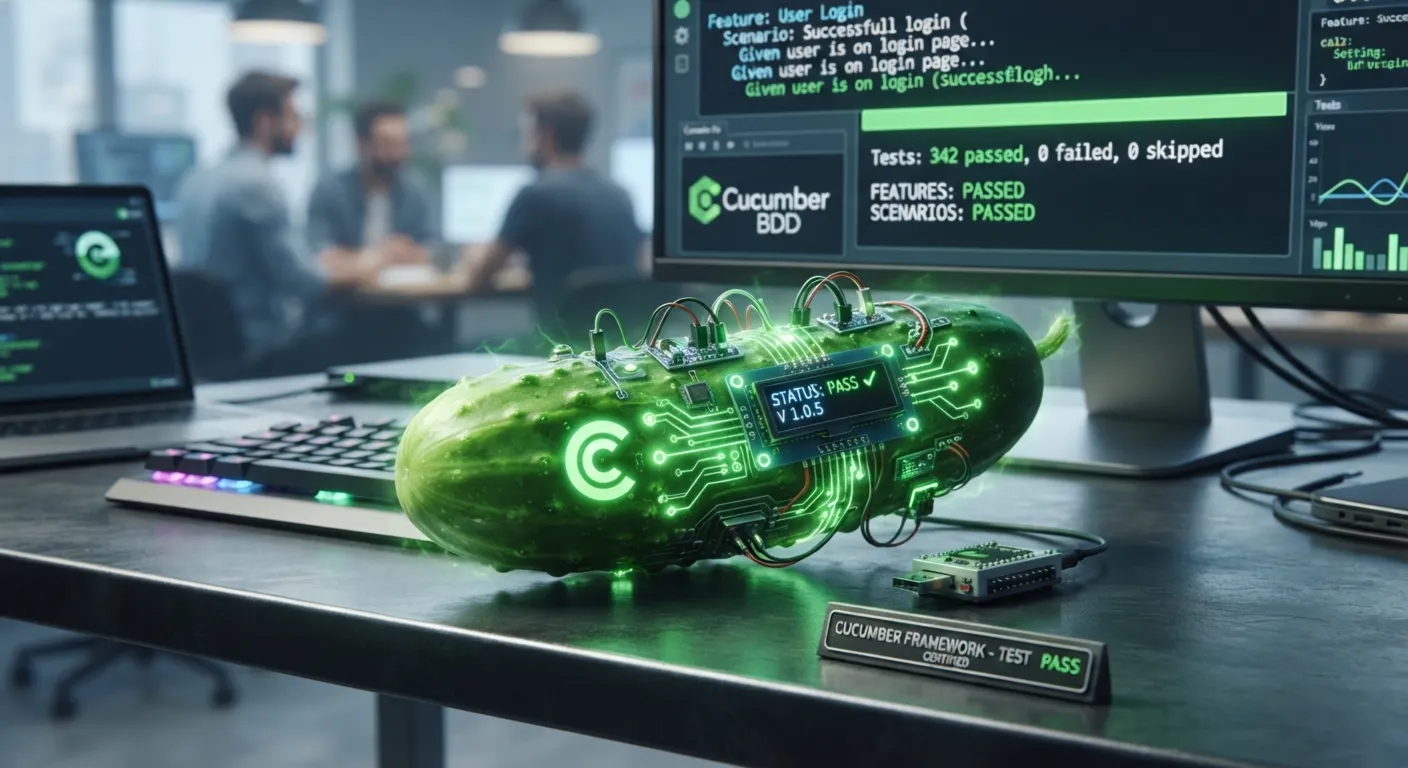 Feature: User Login
Scenario: Successfull login (
Given user is on login page...
Given user is on login page...
Given user is on login (successfllogh...
Tests: 342 passed, 0 failed, 0 skipped
FEATURES: PASSED
SCENARIOS: PASSED
Cucumber
BDD
Feature: Succe
Setting:
Tests
STATUS: PASS ✓
V 1.0.5
CUCUMBER FRAMEWORK - TEST PASS
CERTIFIED